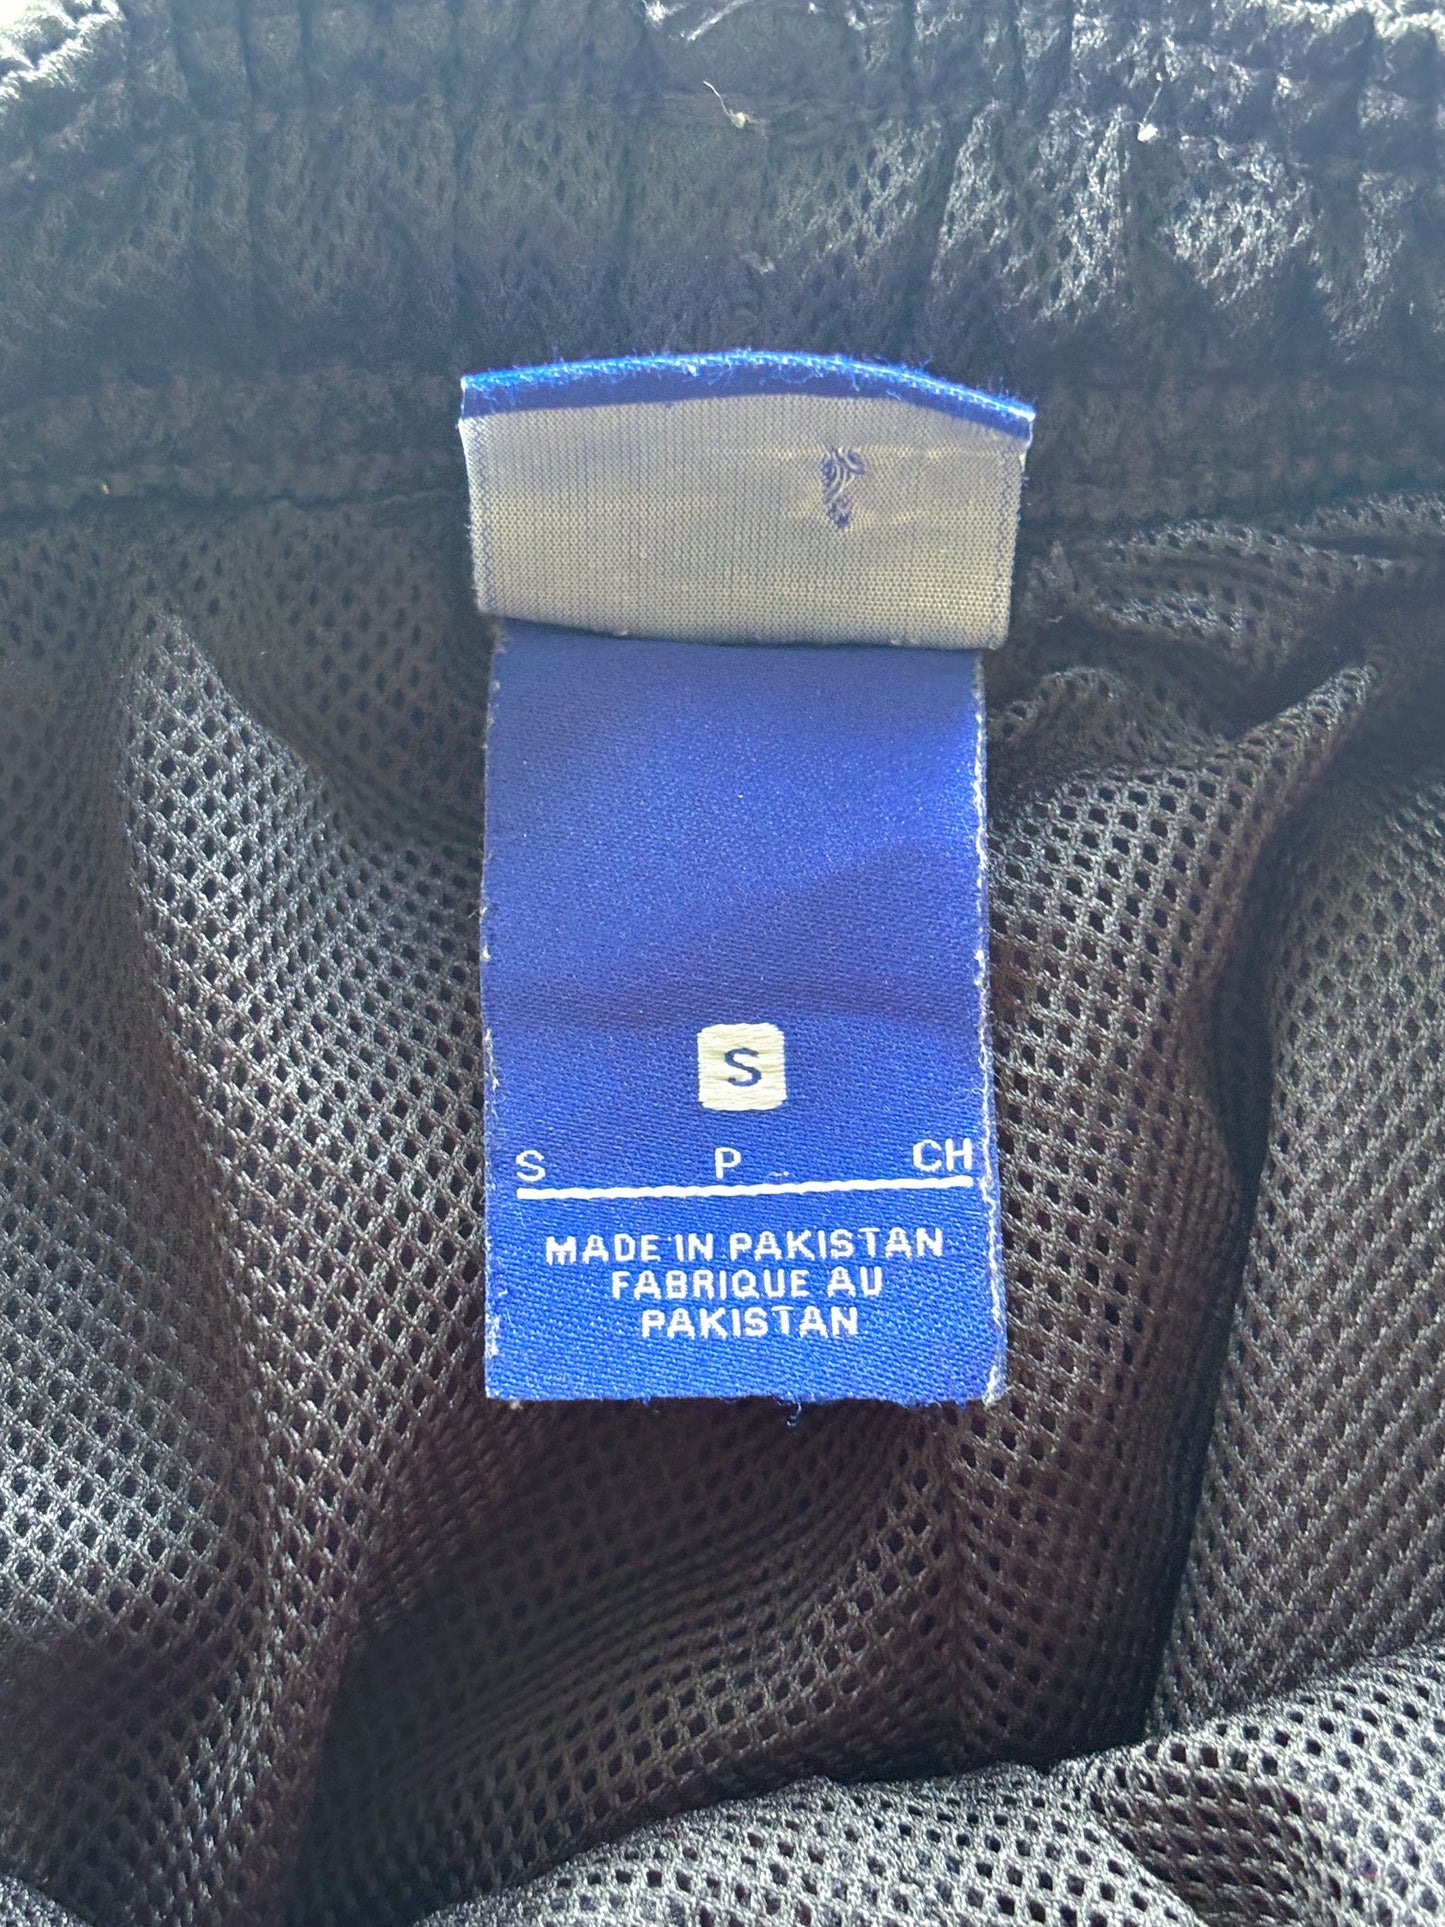 S
S P CH
MADE IN PAKISTAN
FABRIQUE AU
PAKISTAN